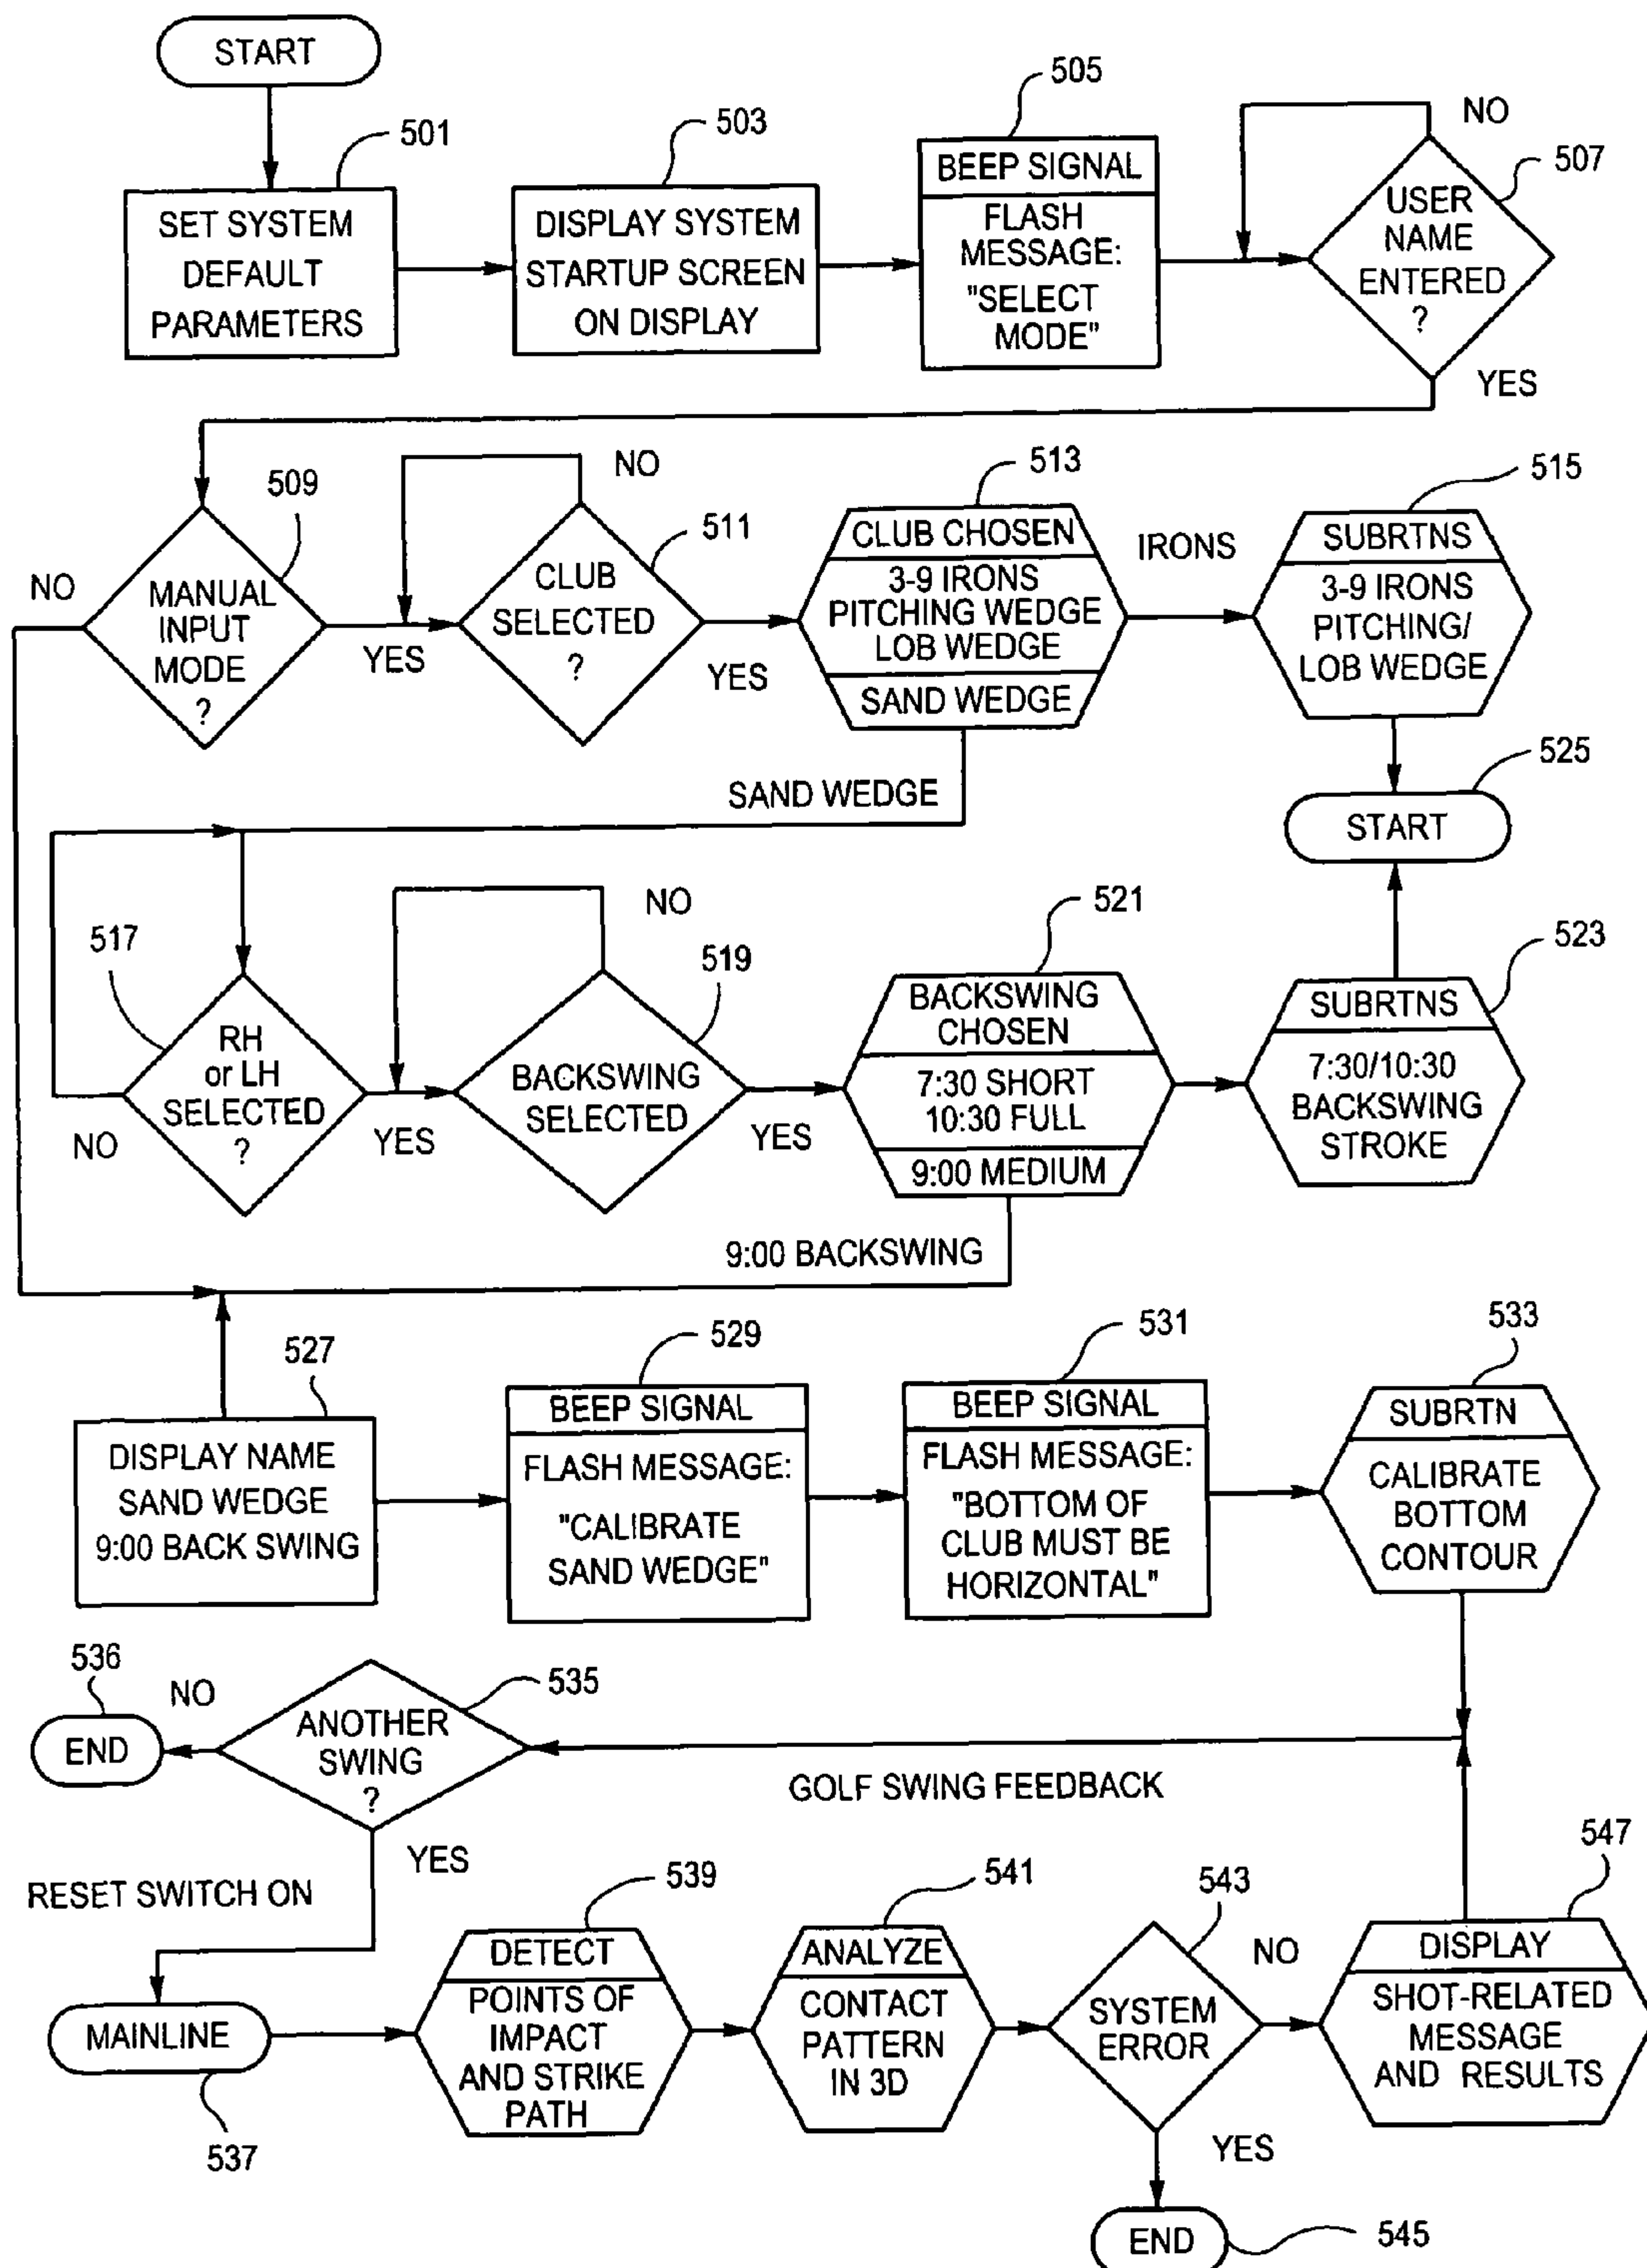 START
501
SET SYSTEM
DEFAULT
PARAMETERS
503
DISPLAY SYSTEM
STARTUP SCREEN
ON DISPLAY
505
BEEP SIGNAL
FLASH
MESSAGE:
"SELECT
MODE"
NO
507
USER
NAME
ENTERED
?
YES
509
NO
MANUAL
INPUT
MODE
?
YES
NO
511
CLUB
SELECTED
?
YES
513
CLUB CHOSEN
3-9 IRONS
PITCHING WEDGE
LOB WEDGE
SAND WEDGE
IRONS
515
SUBRTNS
3-9 IRONS
PITCHING/
LOB WEDGE
SAND WEDGE
525
START
517
RH
or LH
SELECTED
?
NO
YES
NO
519
BACKSWING
SELECTED
YES
521
BACKSWING
CHOSEN
7:30 SHORT
10:30 FULL
9:00 MEDIUM
523
SUBRTNS
7:30/10:30
BACKSWING
STROKE
9:00 BACKSWING
527
DISPLAY NAME
SAND WEDGE
9:00 BACK SWING
529
BEEP SIGNAL
FLASH MESSAGE:
"CALIBRATE
SAND WEDGE"
531
BEEP SIGNAL
FLASH MESSAGE:
"BOTTOM OF
CLUB MUST BE
HORIZONTAL"
533
SUBRTN
CALIBRATE
BOTTOM
CONTOUR
536
END
NO
535
ANOTHER
SWING
?
GOLF SWING FEEDBACK
YES
RESET SWITCH ON
MAINLINE
537
539
DETECT
POINTS OF
IMPACT
AND STRIKE
PATH
541
ANALYZE
CONTACT
PATTERN
IN 3D
543
SYSTEM
ERROR
NO
YES
547
DISPLAY
SHOT-RELATED
MESSAGE
AND RESULTS
END
545